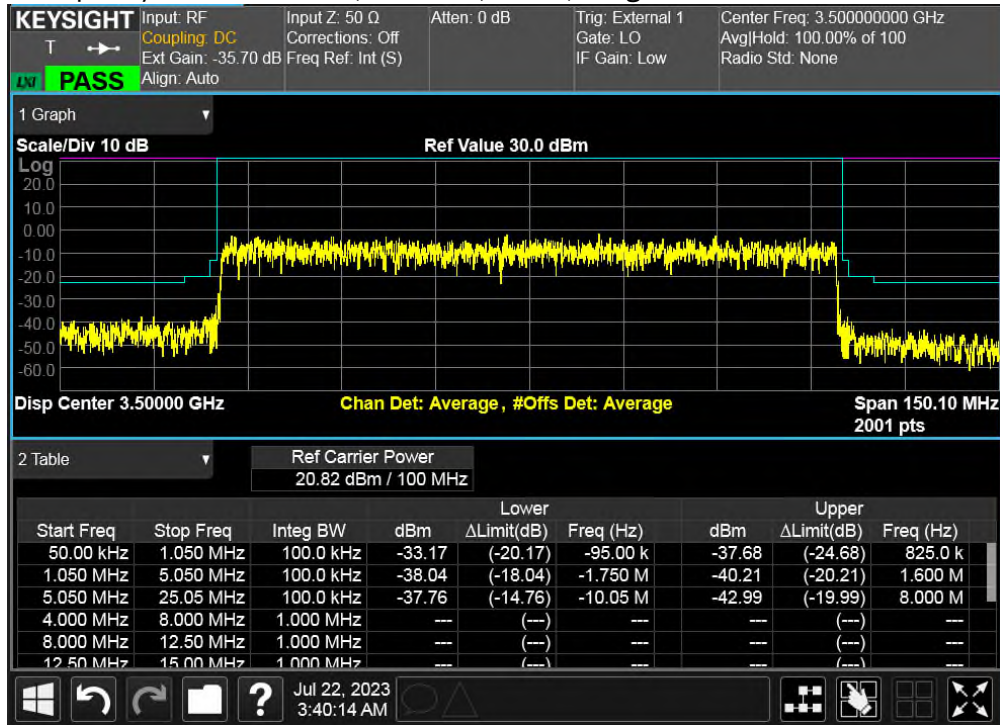 KEYSIGHT Input: RF Input Z: 50 Ω Atten: 0 dB Trig: External 1 Center Freq: 3.500000000 GHz
T Coupling: DC Corrections: Off Gate: LO Avg|Hold: 100.00% of 100
Ext Gain: -35.70 dB Freq Ref: Int (S) IF Gain: Low Radio Std: None
LXI PASS Align: Auto
1 Graph
Scale/Div 10 dB Ref Value 30.0 dBm
Log
20.0
10.0
0.00
-10.0
-20.0
-30.0
-40.0
-50.0
-60.0
Disp Center 3.50000 GHz Chan Det: Average, #Offs Det: Average Span 150.10 MHz
2001 pts
2 Table Ref Carrier Power
20.82 dBm / 100 MHz
Lower Upper
Start Freq Stop Freq Integ BW dBm ΔLimit(dB) Freq (Hz) dBm ΔLimit(dB) Freq (Hz)
50.00 kHz 1.050 MHz 100.0 kHz -33.17 (-20.17) -95.00 k -37.68 (-24.68) 825.0 k
1.050 MHz 5.050 MHz 100.0 kHz -38.04 (-18.04) -1.750 M -40.21 (-20.21) 1.600 M
5.050 MHz 25.05 MHz 100.0 kHz -37.76 (-14.76) -10.05 M -42.99 (-19.99) 8.000 M
4.000 MHz 8.000 MHz 1.000 MHz --- (---) --- --- (---) ---
8.000 MHz 12.50 MHz 1.000 MHz --- (---) --- --- (---) ---
12.50 MHz 15.00 MHz 1.000 MHz --- (---) --- --- (---) ---
? Jul 22, 2023
3:40:14 AM